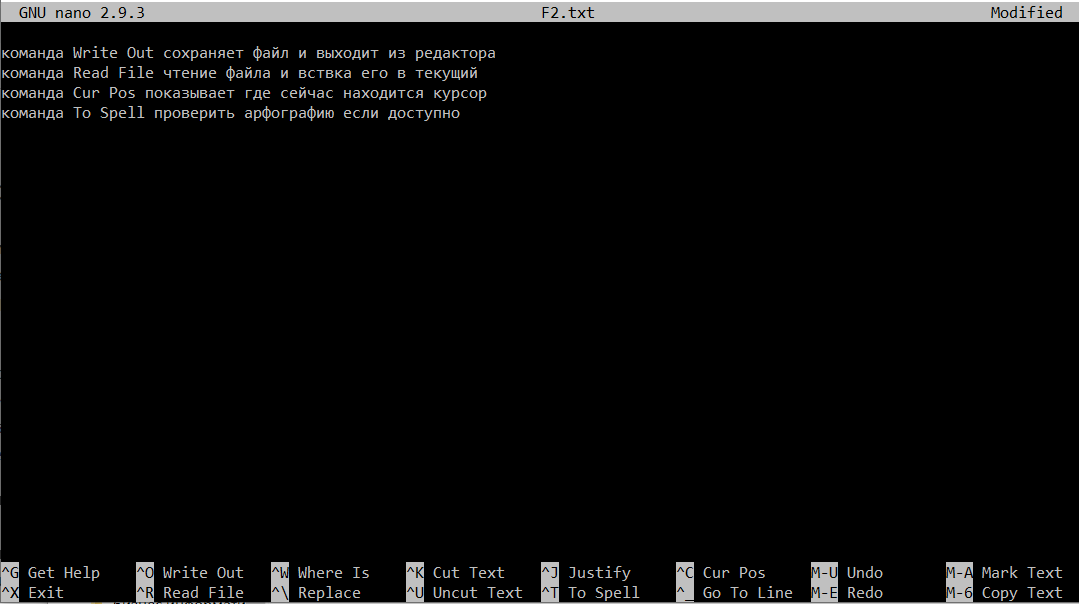 GNU nano 2.9.3 F2.txt Modified
команда Write Out сохраняет файл и выходит из редактора
команда Read File чтение файла и вствка его в текущий
команда Cur Pos показывает где сейчас находится курсор
команда To Spell проверить арфографию если доступно
^G Get Help ^O Write Out ^W Where Is ^K Cut Text ^J Justify ^C Cur Pos M-U Undo M-A Mark Text
^X Exit ^R Read File ^\ Replace ^U Uncut Text ^T To Spell ^_ Go To Line M-E Redo M-6 Copy Text